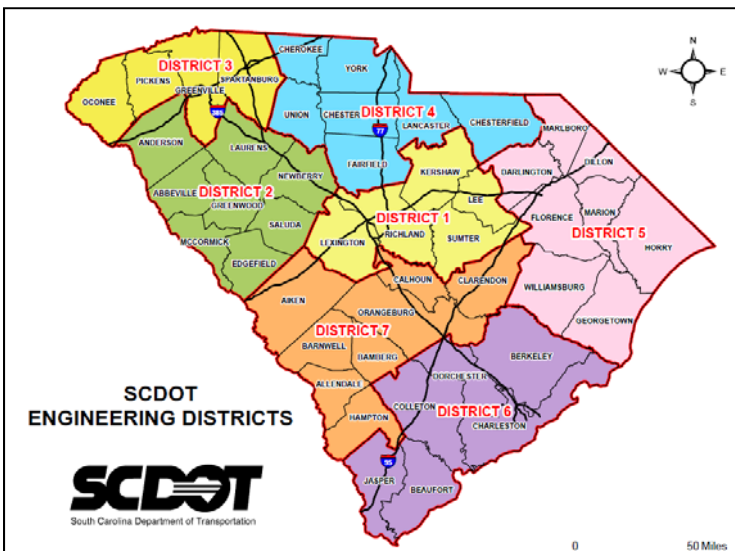 N
W E
S
CHEROKEE
DISTRICT 3
YORK
PICKENS
SPARTANBURG
GREENVILLE
OCONEE
UNION
CHESTER
DISTRICT 4
385
77
LANCASTER
CHESTERFIELD
MARLBORO
ANDERSON
LAURENS
FAIRFIELD
DILLON
NEWBERRY
KERSHAW
DARLINGTON
ABBEVILLE
DISTRICT 2
GREENWOOD
LEE
FLORENCE
MARION
SALUDA
DISTRICT 1
RICHLAND
DISTRICT 5
MCCORMICK
LEXINGTON
SUMTER
HORRY
EDGEFIELD
CALHOUN
CLARENDON
AIKEN
WILLIAMSBURG
ORANGEBURG
GEORGETOWN
DISTRICT 7
BARNWELL
BAMBERG
BERKELEY
DORCHESTER
ALLENDALE
COLLETON
DISTRICT 6
HAMPTON
CHARLESTON
95
JASPER
BEAUFORT
SCDOT
ENGINEERING DISTRICTS
SCDOT
South Carolina Department of Transportation
0 50 Miles